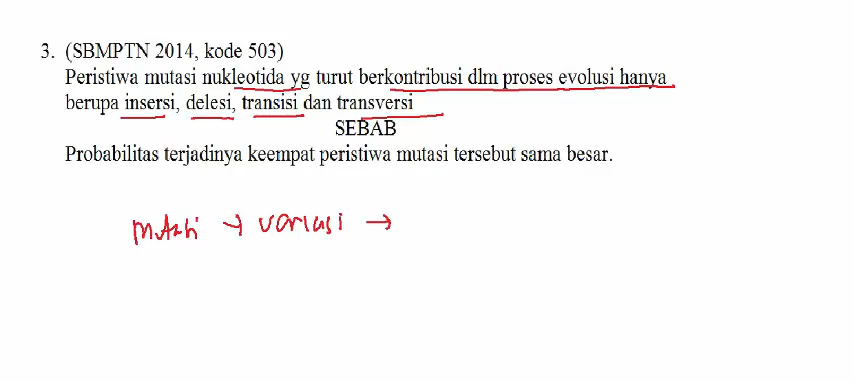 3. (SBMPTN 2014, kode 503)
Peristiwa mutasi nukleotida yg turut berkontribusi dlm proses evolusi hanya
berupa insersi, delesi, transisi dan transversi
SEBAB
Probabilitas terjadinya keempat peristiwa mutasi tersebut sama besar.
mutasi → variasi →